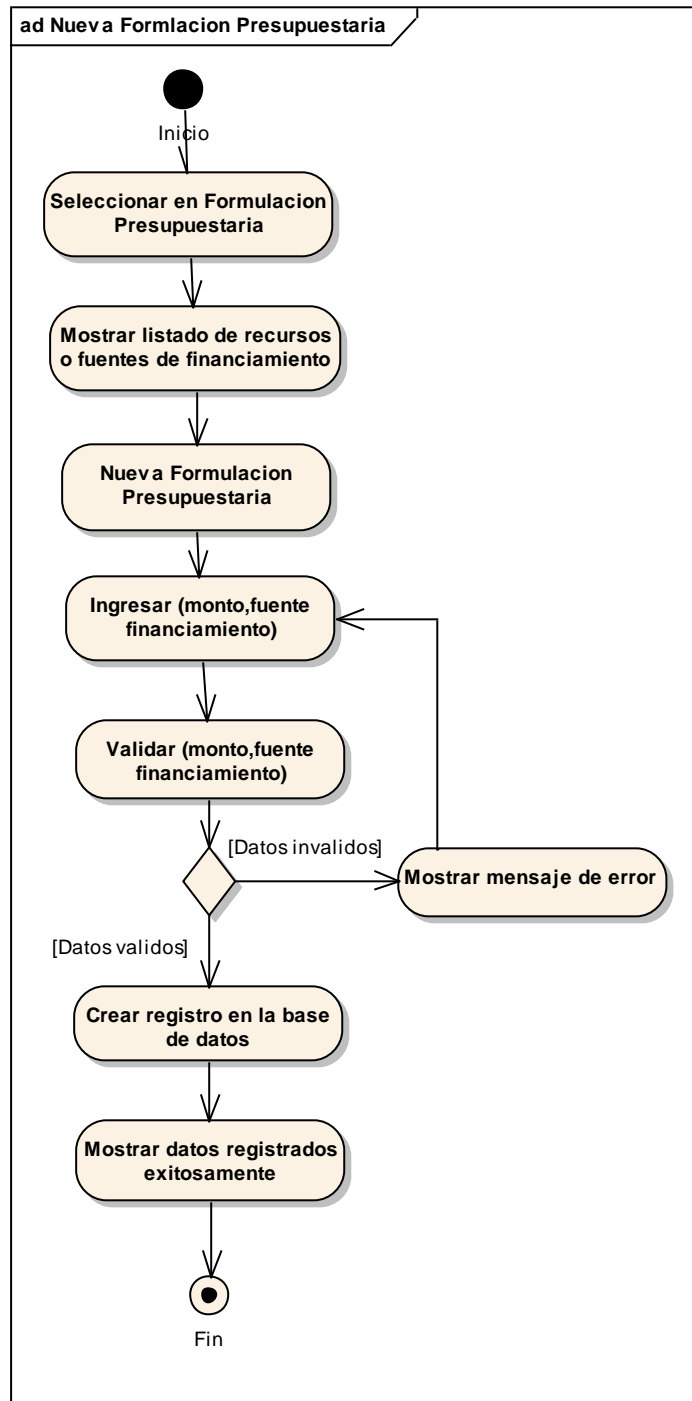 ad Nueva Formlacion Presupuestaria
Inicio
Seleccionar en Formulacion
Presupuestaria
Mostrar listado de recursos
o fuentes de financiamiento
Nueva Formulacion
Presupuestaria
Ingresar (monto,fuente
financiamiento)
Validar (monto,fuente
financiamiento)
[Datos invalidos]
Mostrar mensaje de error
[Datos validos]
Crear registro en la base
de datos
Mostrar datos registrados
exitosamente
Fin